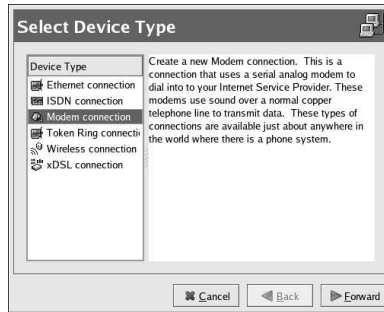 Select Device Type
Device Type
Ethernet connection
ISDN connection
Modem connection
Token Ring connecti
Wireless connection
xDSL connection
Create a new Modem connection. This is a
connection that uses a serial analog modem to
dial into to your Internet Service Provider. These
modems use sound over a normal copper
telephone line to transmit data. These types of
connections are available just about anywhere in
the world where there is a phone system.
Cancel
Back
Forward